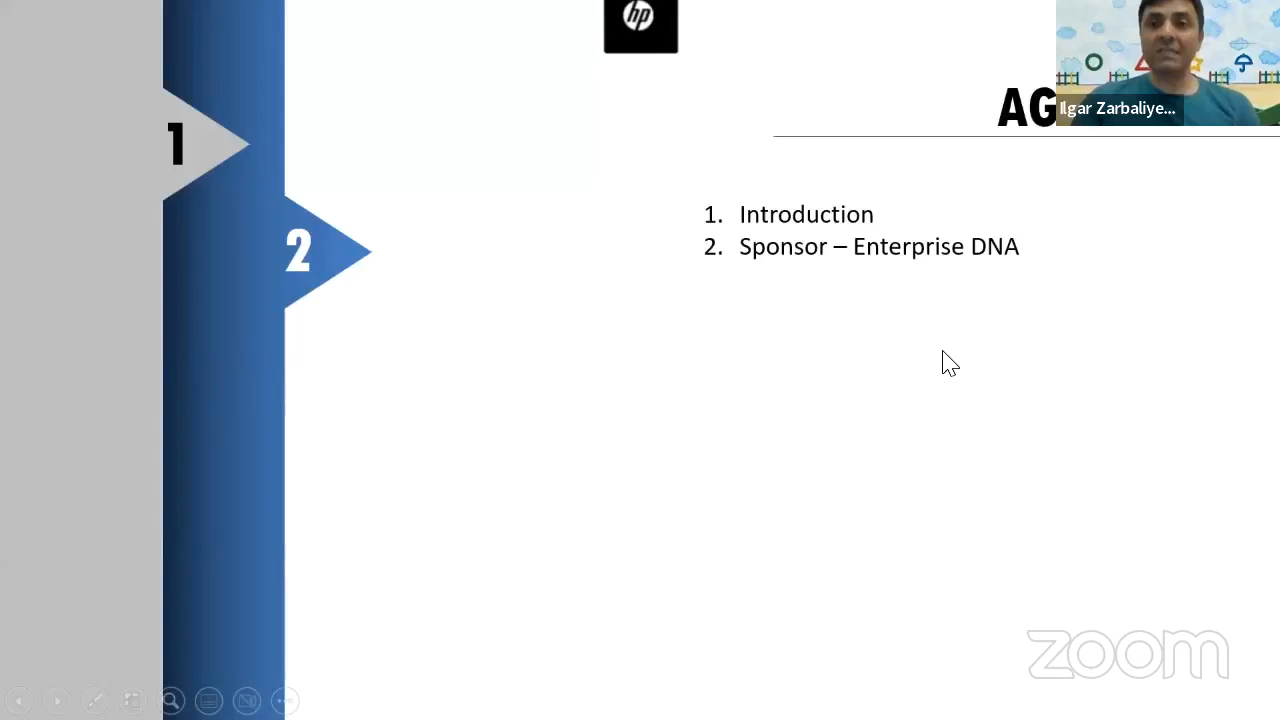 hp
AG
Ilgar Zarbaliye...
1
1. Introduction
2. Sponsor – Enterprise DNA
2
zoom